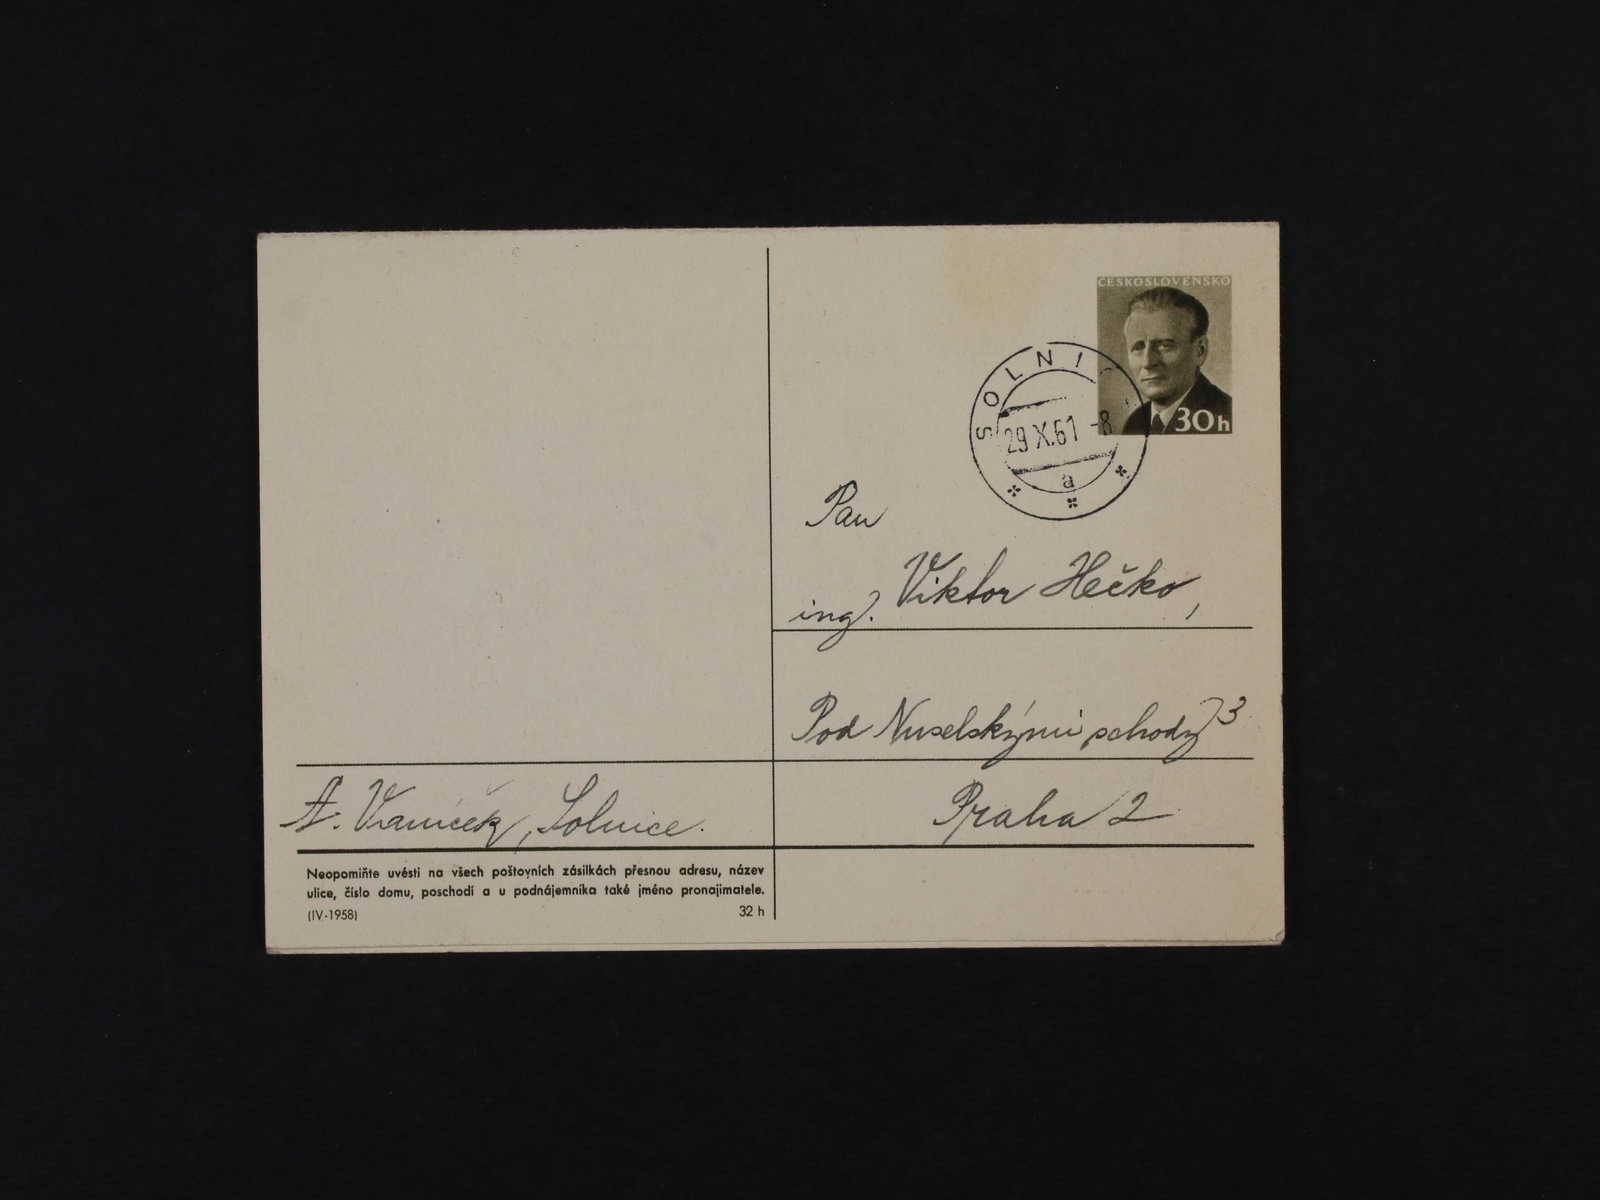 ČESKOSLOVENSKO
30 h
SOLNIC
29 X.61 -8
a
Pan
ing. Viktor Hečko,
Pod Nuselskými schody 3
Praha 2
A. Vaníček, Solnice.
Neopomiňte uvésti na všech poštovních zásilkách přesnou adresu, název
ulice, číslo domu, poschodí a u podnájemníka také jméno pronajimatele.
(IV-1958) 32 h